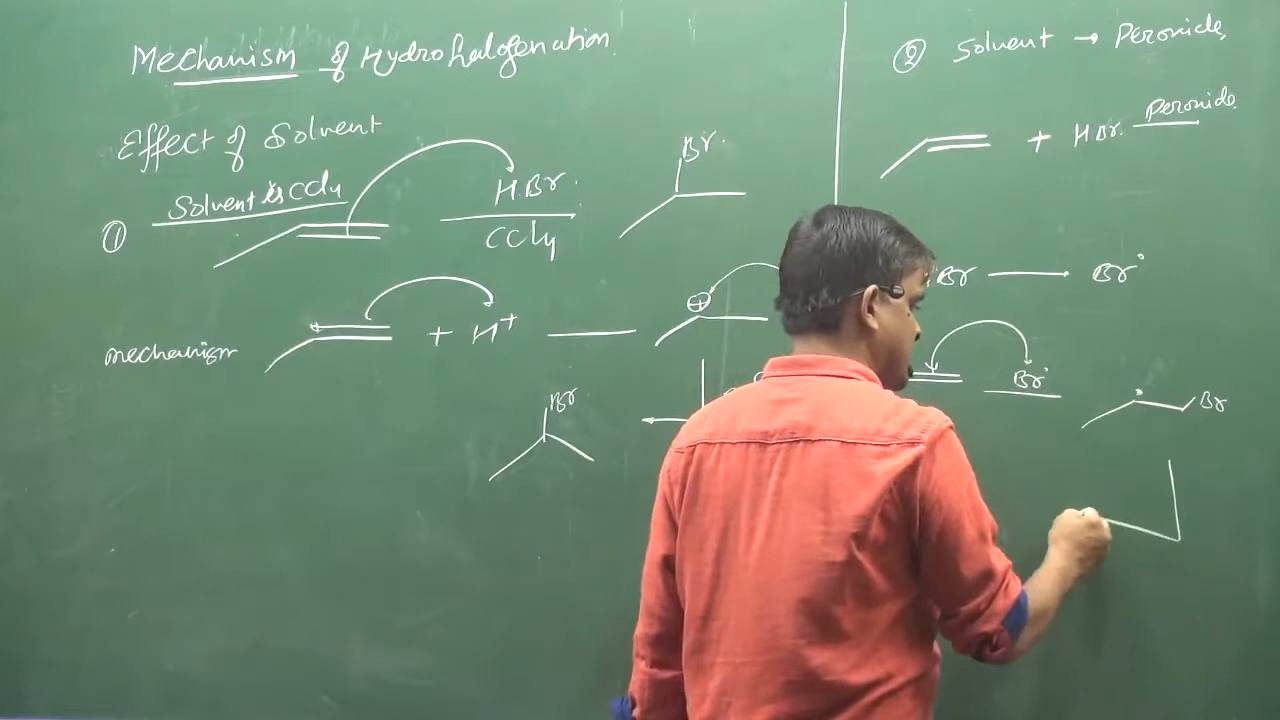 Mechanism of Hydrohalogenation
Effect of Solvent
① Solvent is CCl4
HBr
CCl4
Br
mechanism
+ H+
⊕
Br
② Solvent → Peroxide
+ HBr Peroxide
Br Br•
Br•
Br